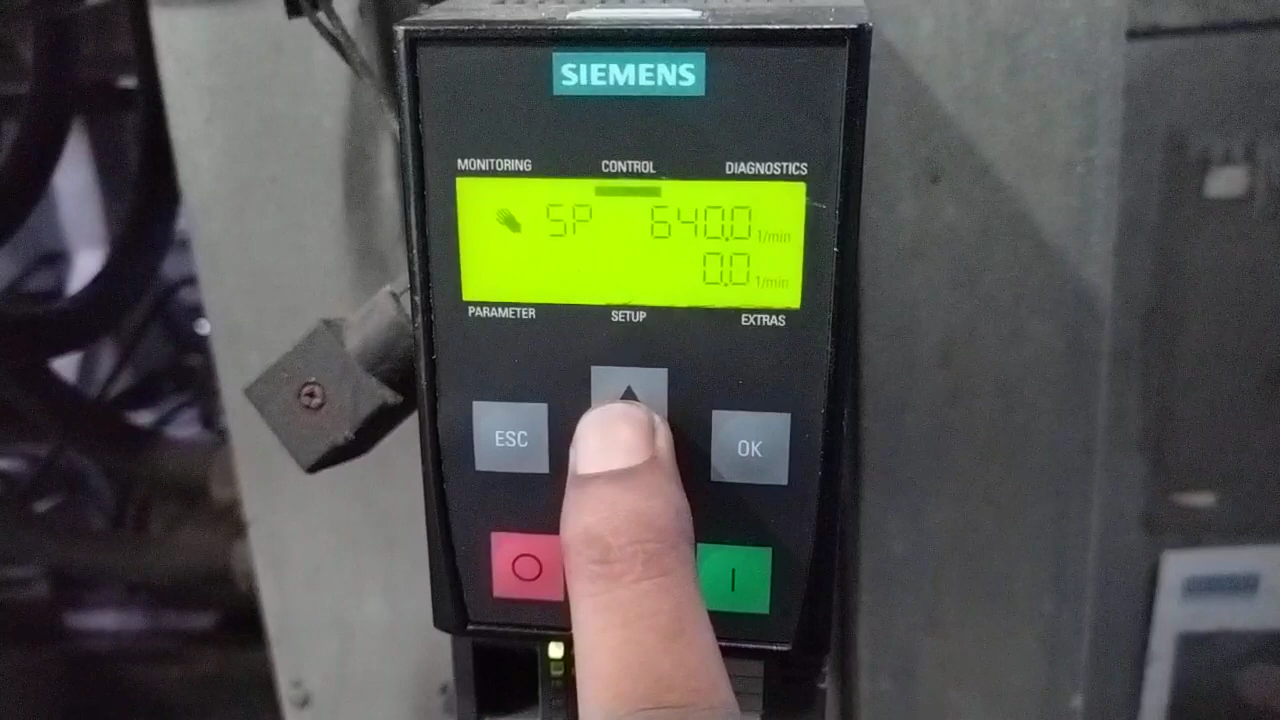 SIEMENS
MONITORING CONTROL DIAGNOSTICS
SP 640.0 1/min
0.0 1/min
PARAMETER SETUP EXTRAS
ESC OK